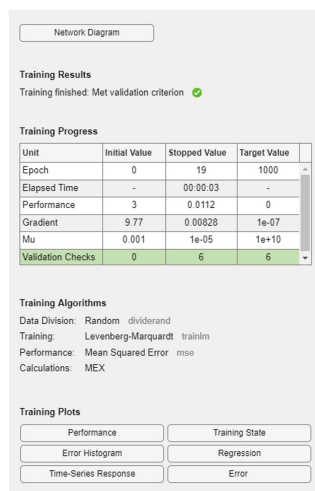 Network Diagram
Training Results
Training finished: Met validation criterion
Training Progress
Unit Initial Value Stopped Value Target Value
Epoch 0 19 1000
Elapsed Time - 00:00:03 -
Performance 3 0.0112 0
Gradient 9.77 0.00828 1e-07
Mu 0.001 1e-05 1e+10
Validation Checks 0 6 6
Training Algorithms
Data Division: Random dividerand
Training: Levenberg-Marquardt trainlm
Performance: Mean Squared Error mse
Calculations: MEX
Training Plots
Performance Training State
Error Histogram Regression
Time-Series Response Error